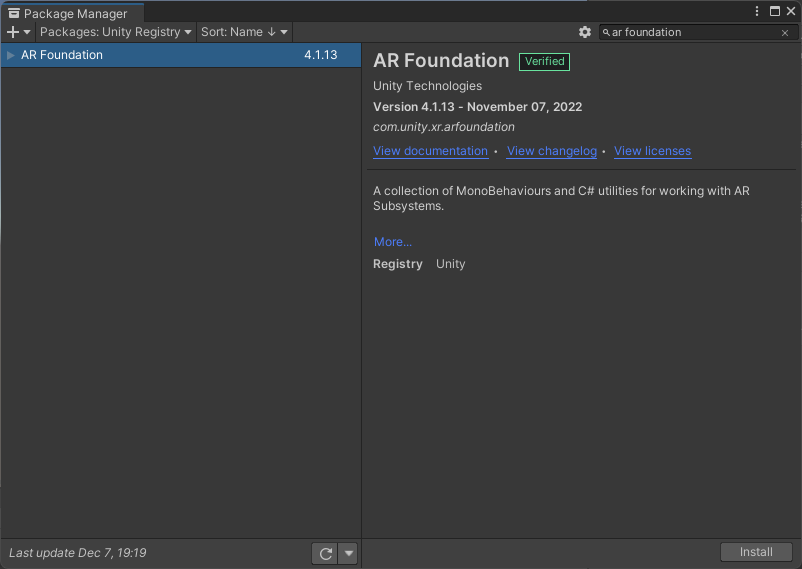 Package Manager
Packages: Unity Registry Sort: Name ↓ ar foundation
AR Foundation 4.1.13
AR Foundation Verified
Unity Technologies
Version 4.1.13 - November 07, 2022
com.unity.xr.arfoundation
View documentation • View changelog • View licenses
A collection of MonoBehaviours and C# utilities for working with AR
Subsystems.
More...
Registry Unity
Last update Dec 7, 19:19
Install